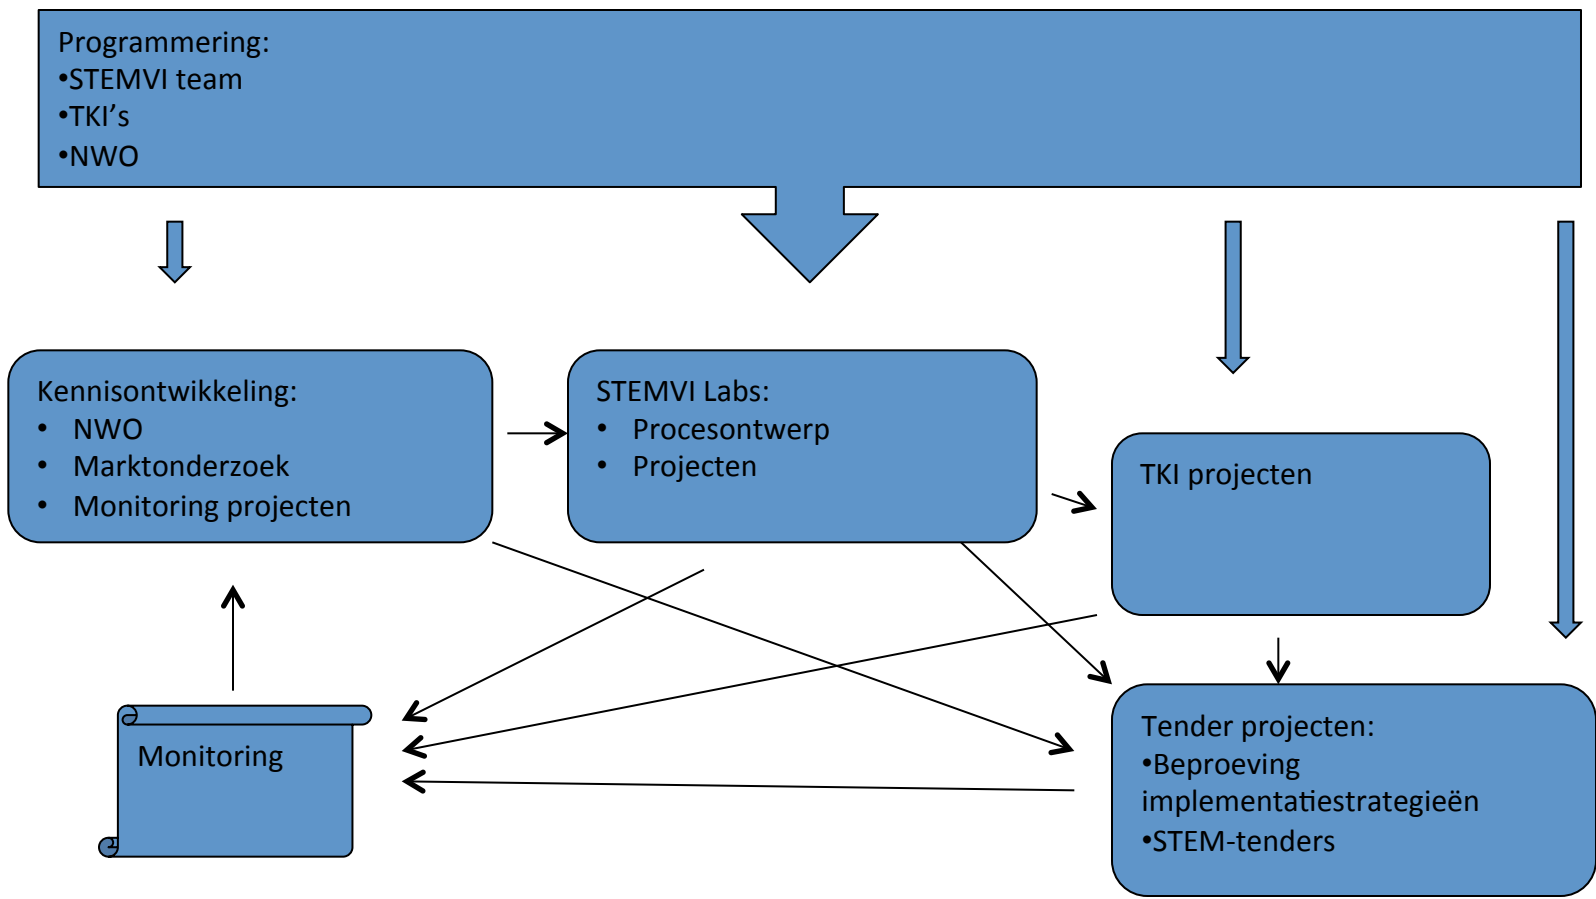 Programmering:
•STEMVI team
•TKI’s
•NWO
Kennisontwikkeling:
• NWO
• Marktonderzoek
• Monitoring projecten
STEMVI Labs:
• Procesontwerp
• Projecten
TKI projecten
Monitoring
Tender projecten:
•Beproeving
implementatiestrategieën
•STEM-tenders